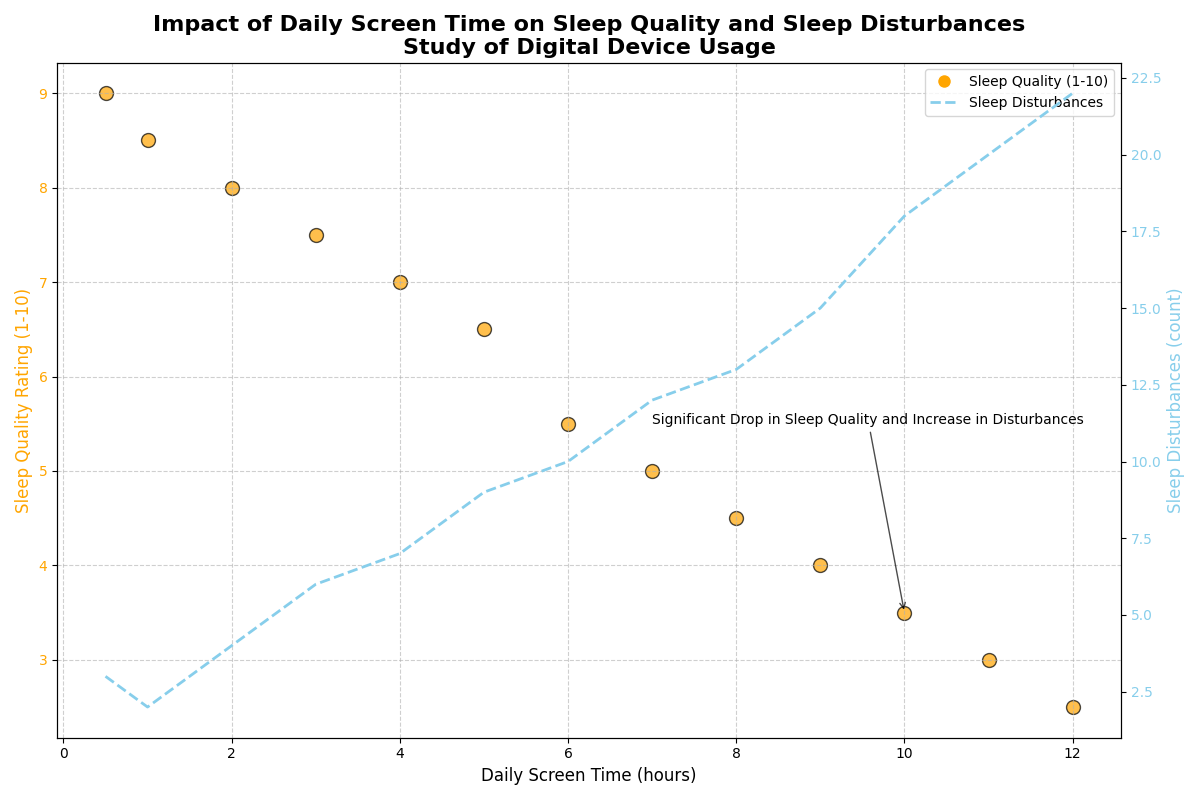 Impact of Daily Screen Time on Sleep Quality and Sleep Disturbances
Study of Digital Device Usage
Sleep Quality (1-10)
Sleep Disturbances
Sleep Quality Rating (1-10)
9
8
7
6
5
4
3
Significant Drop in Sleep Quality and Increase in Disturbances
22.5
20.0
17.5
15.0
12.5
10.0
7.5
5.0
2.5
Sleep Disturbances (count)
0 2 4 6 8 10 12
Daily Screen Time (hours)